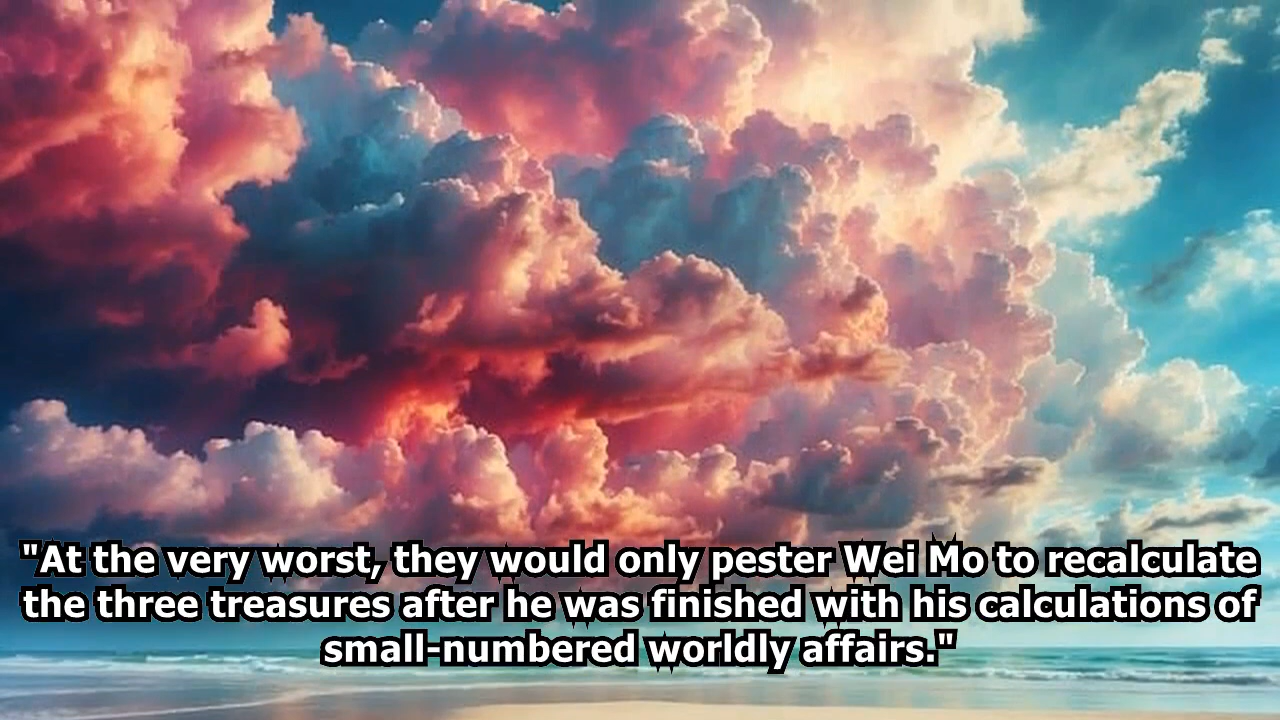 "At the very worst, they would only pester Wei Mo to recalculate
the three treasures after he was finished with his calculations of
small-numbered worldly affairs."